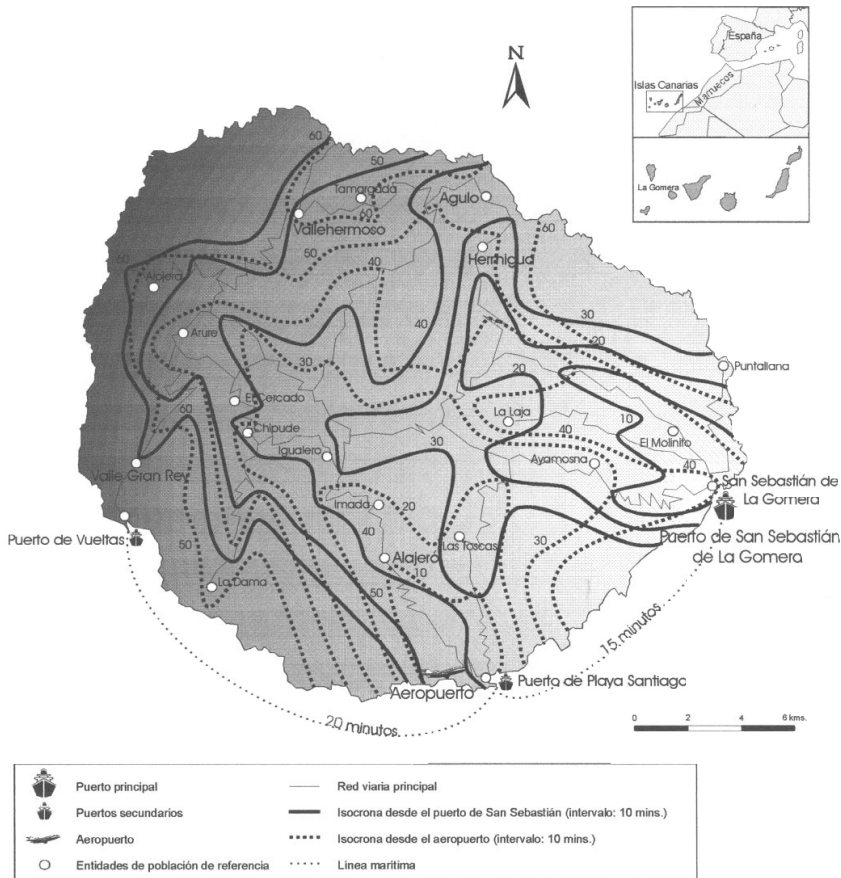 N
España
Marruecos
Islas Canarias
La Gomera
60
50
Tamargada
Agulo
60
Vallehermoso
60
50
Hermigua
60
Alojera
40
30
Arure
40
20
20
Puntallana
30
El Cercado
La Laja
10
60
Chipude
40
El Molinito
30
Igualero
Ayamosna
40
Valle Gran Rey
San Sebastián de
La Gomera
Imada
20
Puerto de Vueltas
40
Las Toscas
30
Puerto de San Sebastián
de La Gomera
50
Alajeró
10
La Dama
50
15 minutos
Aeropuerto
Puerto de Playa Santiago
20 minutos
0 2 4 6 kms.
Puerto principal
Red viaria principal
Puertos secundarios
Isocrona desde el puerto de San Sebastián (intervalo: 10 mins.)
Aeropuerto
Isocrona desde el aeropuerto (intervalo: 10 mins.)
Entidades de población de referencia
Linea marítima